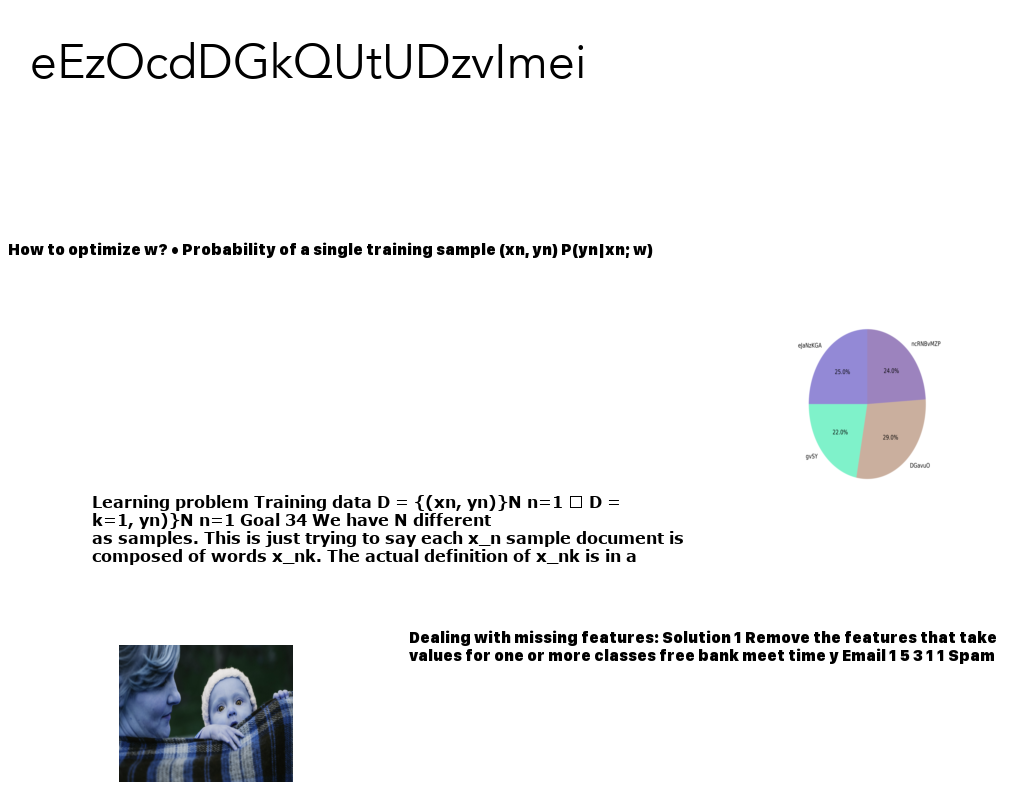 eEzOcdDGkQUtUDzvImei
How to optimize w? • Probability of a single training sample (xn, yn) P(yn|xn; w)
ejaNzKGA
ncRNBvMZP
25.0%
24.0%
22.0%
29.0%
gvSY
DGavuO
Learning problem Training data D = {(xn, yn)}N n=1 □ D =
k=1, yn)}N n=1 Goal 34 We have N different
as samples. This is just trying to say each x_n sample document is
composed of words x_nk. The actual definition of x_nk is in a
Dealing with missing features: Solution 1 Remove the features that take
values for one or more classes free bank meet time y Email 1 5 3 1 1 Spam